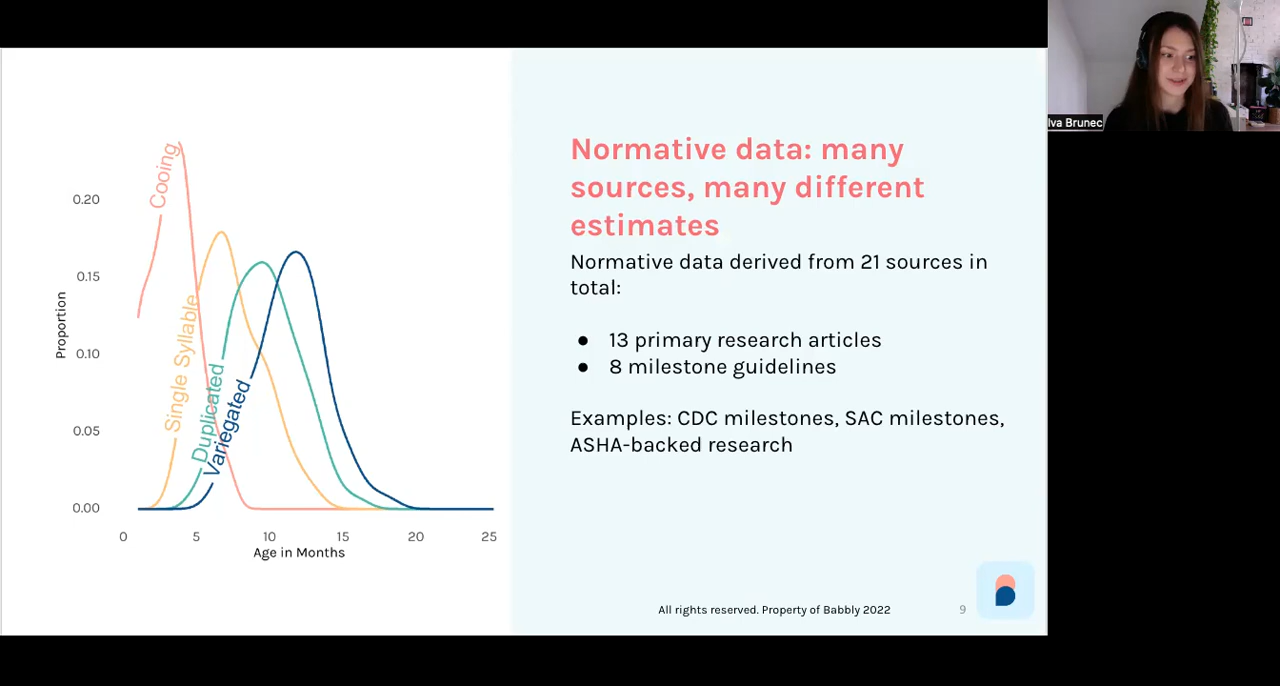 Iva Brunec
Normative data: many
sources, many different
estimates
Normative data derived from 21 sources in
total:
● 13 primary research articles
● 8 milestone guidelines
Examples: CDC milestones, SAC milestones,
ASHA-backed research
Cooing
Single Syllable
Duplicated
Variegated
Proportion
0.20
0.15
0.10
0.05
0.00
0 5 10 15 20 25
Age in Months
All rights reserved. Property of Babbly 2022
9